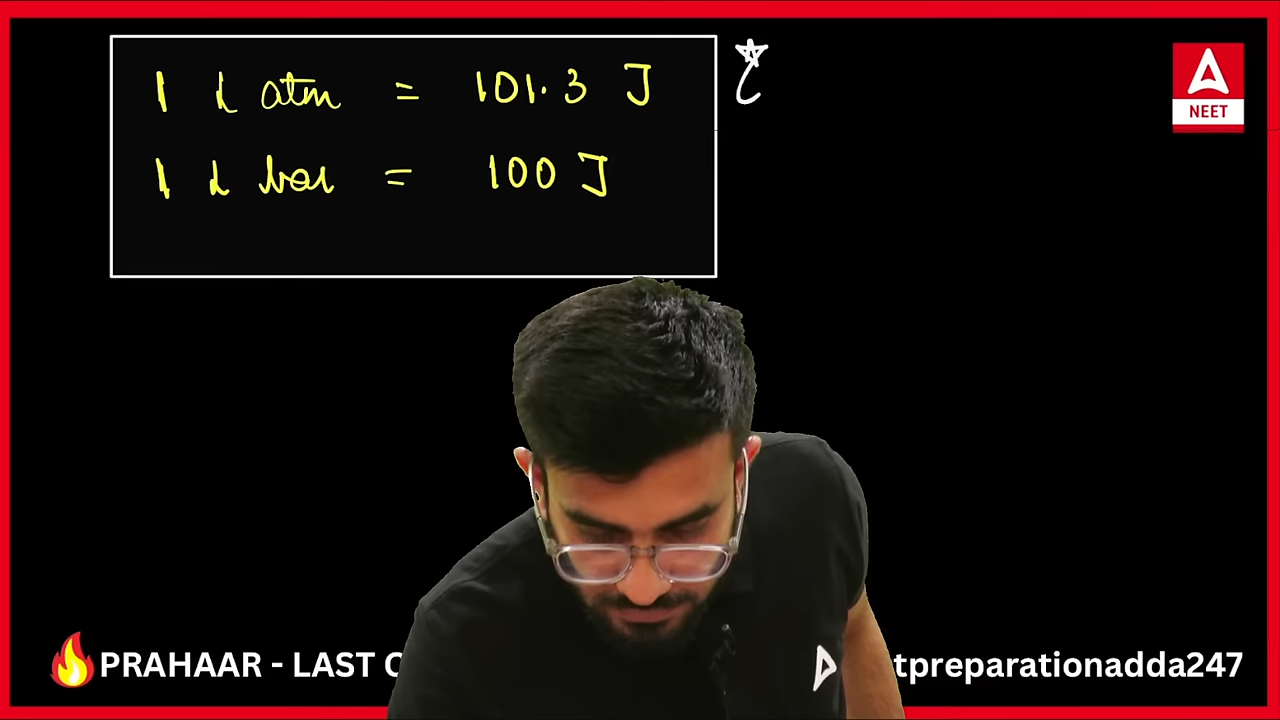 1 L atm = 101.3 J
1 L bar = 100 J
NEET
PRAHAAR - LAST C
tpreparationadda247